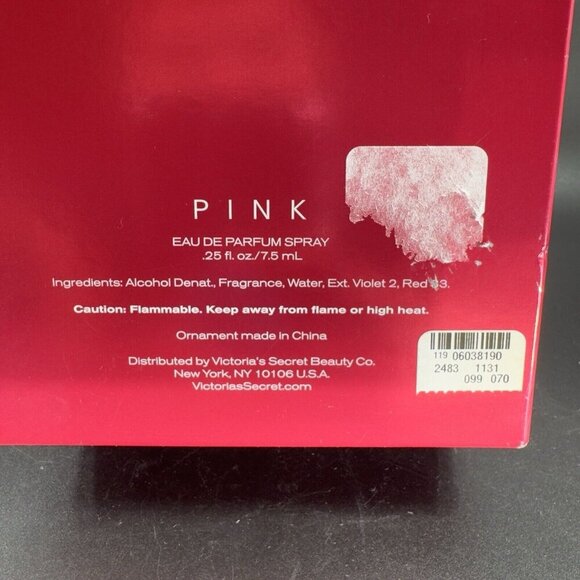 PINK
EAU DE PARFUM SPRAY
.25 fl. oz./7.5 mL
Ingredients: Alcohol Denat., Fragrance, Water, Ext. Violet 2, Red 33.
Caution: Flammable. Keep away from flame or high heat.
Ornament made in China
Distributed by Victoria's Secret Beauty Co.
New York, NY 10106 U.S.A.
VictoriasSecret.com
119 06038190
2483 1131
099 070